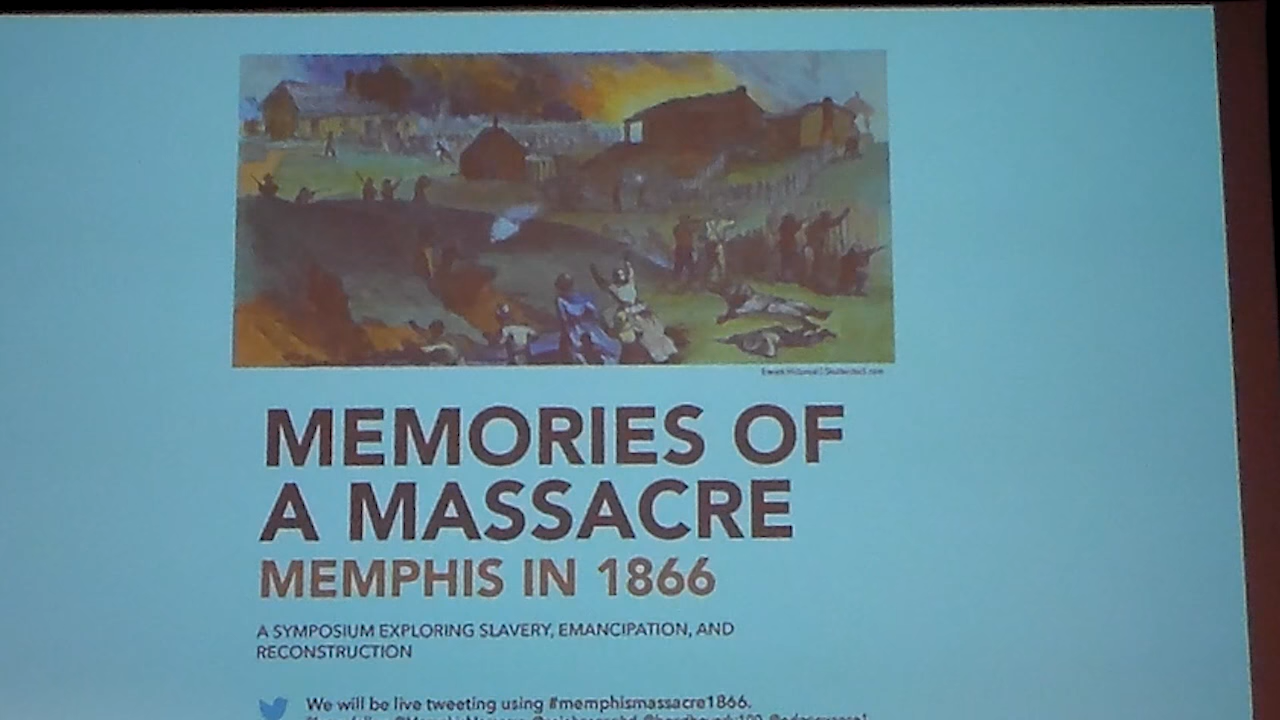 MEMORIES OF
A MASSACRE
MEMPHIS IN 1866
A SYMPOSIUM EXPLORING SLAVERY, EMANCIPATION, AND
RECONSTRUCTION
We will be live tweeting using #memphismassacre1866.